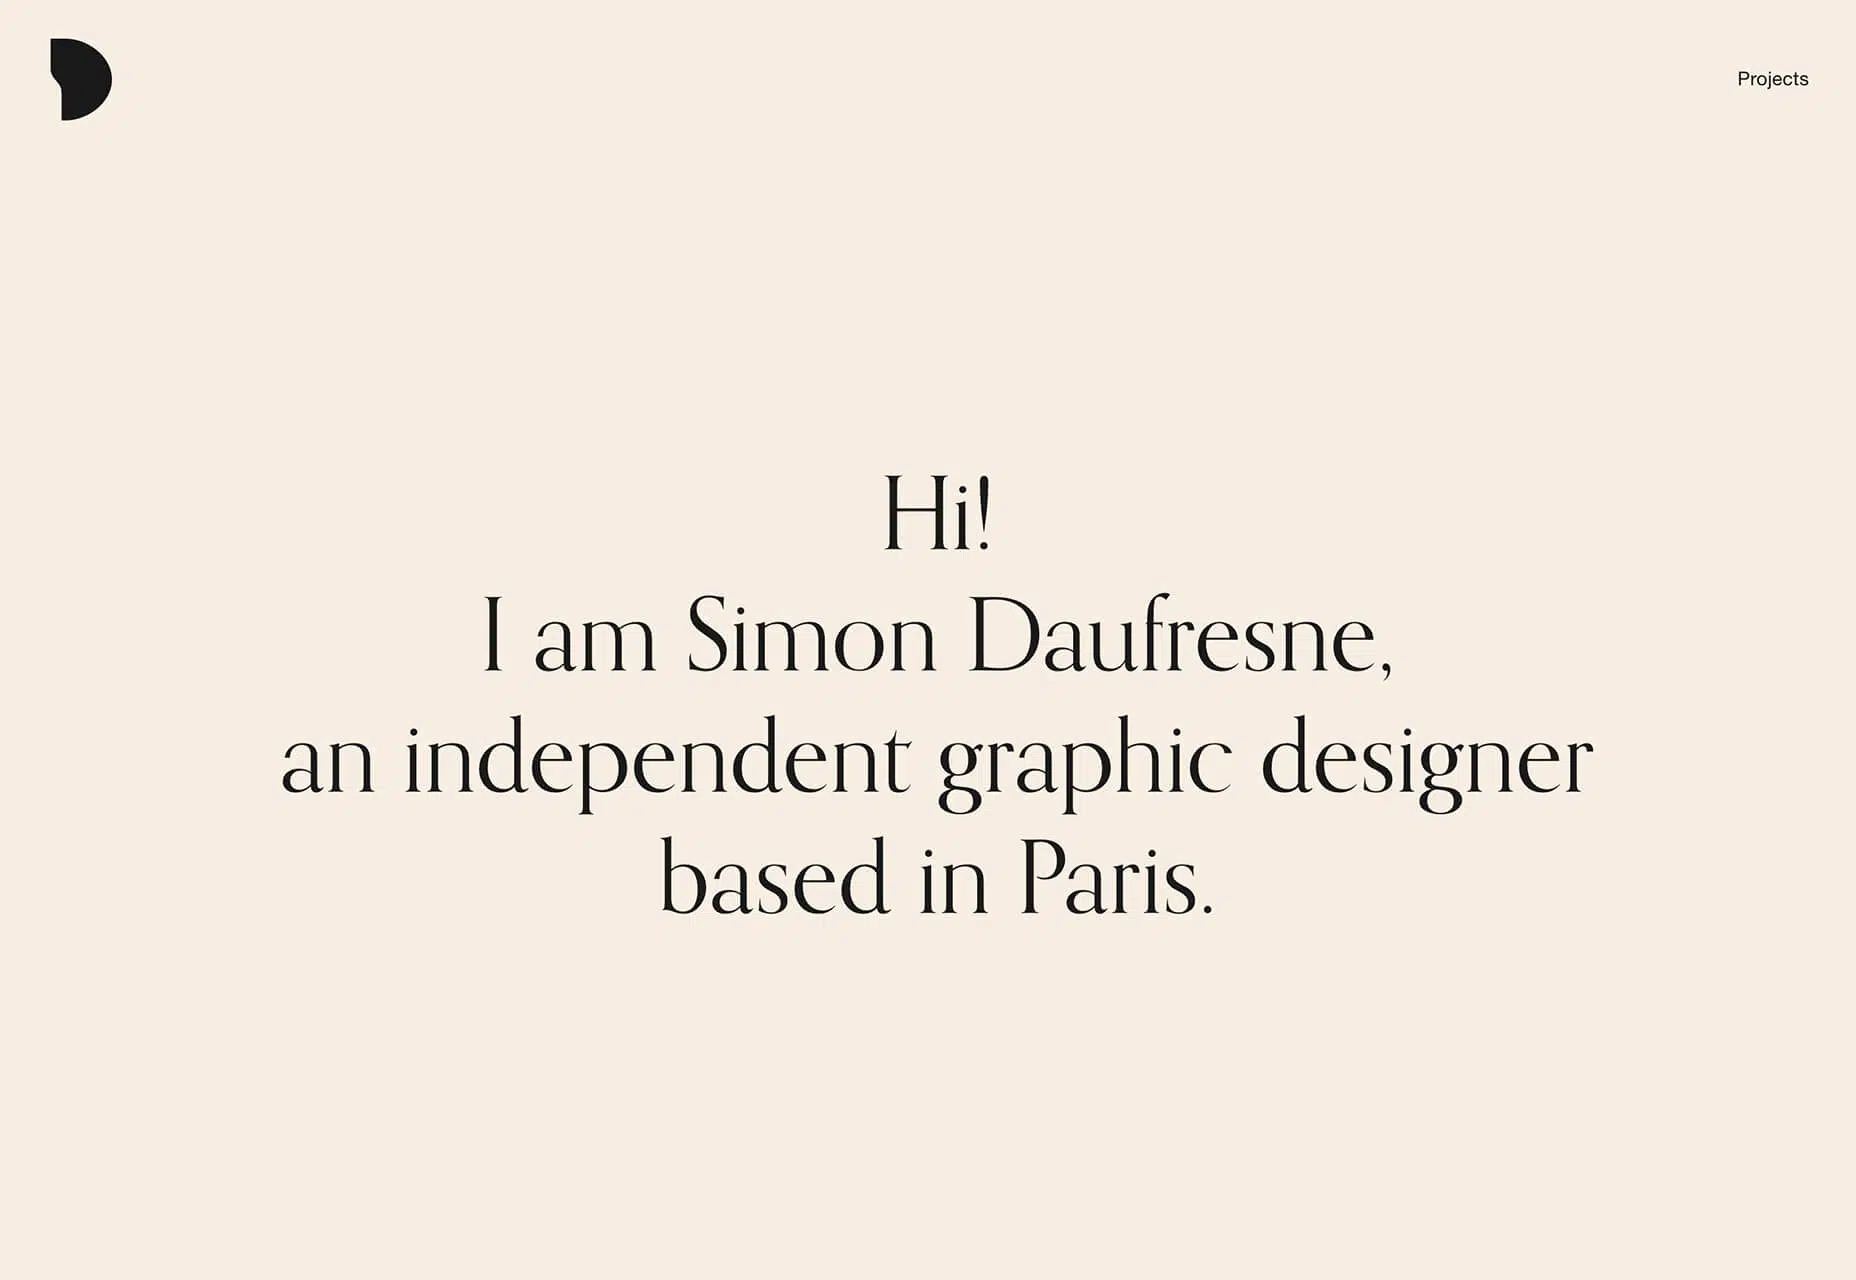 Projects
Hi!
I am Simon Daufresne,
an independent graphic designer
based in Paris.